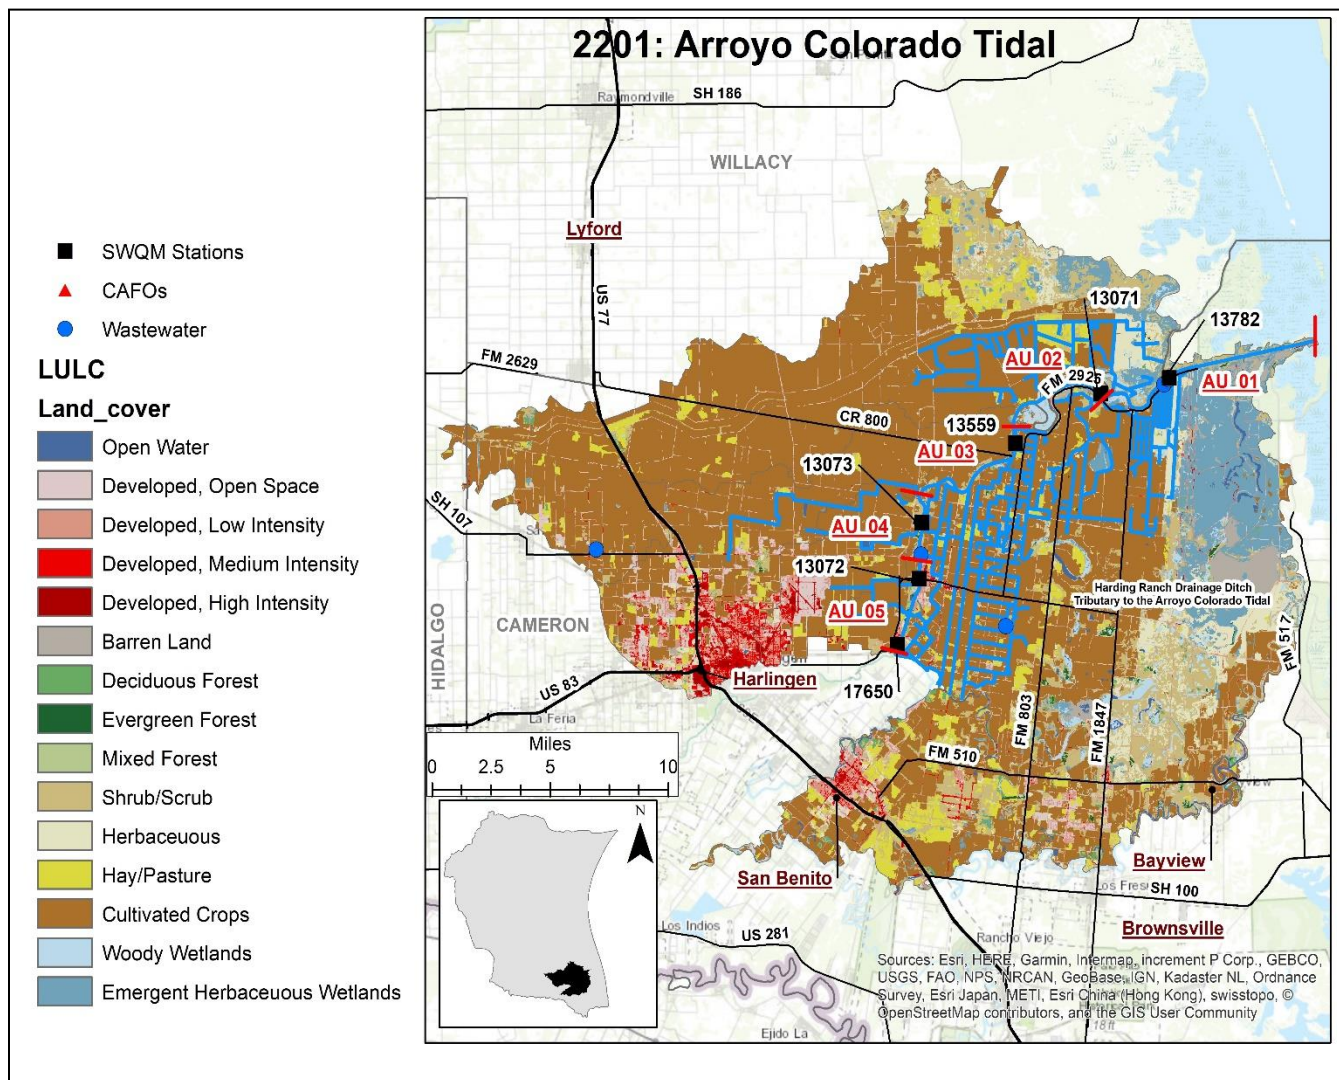 2201: Arroyo Colorado Tidal
SH 186
Raymondville
WILLACY
Lyford
US 77
SWQM Stations
CAFOs
Wastewater
LULC
Land_cover
Open Water
Developed, Open Space
Developed, Low Intensity
Developed, Medium Intensity
Developed, High Intensity
Barren Land
Deciduous Forest
Evergreen Forest
Mixed Forest
Shrub/Scrub
Herbaceous
Hay/Pasture
Cultivated Crops
Woody Wetlands
Emergent Herbaceuous Wetlands
13071
13782
AU_02
FM 2925
AU_01
FM 2629
CR 800
13559
AU_03
13073
SH 107
AU_04
13072
Harding Ranch Drainage Ditch
Tributary to the Arroyo Colorado Tidal
AU_05
CAMERON
HIDALGO
FM 517
Harlingen
17650
US 83
La Feria
FM 803
FM 1847
FM 510
Miles
0 2.5 5 10
N
San Benito
Bayview
Los Fres
SH 100
Brownsville
Los Indios
US 281
Rancho Viejo
Sources: Esri, HERE, Garmin, Intermap, increment P Corp., GEBCO,
USGS, FAO, NPS, NRCAN, GeoBase, IGN, Kadaster NL, Ordnance
Survey, Esri Japan, METI, Esri China (Hong Kong), swisstopo, ©
OpenStreetMap contributors, and the GIS User Community
Ejido La
18 ft